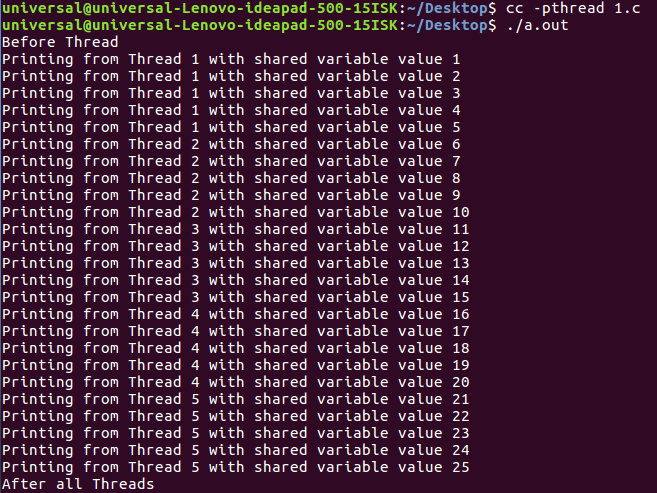 universal@universal-Lenovo-ideapad-500-15ISK:~/Desktop$ cc -pthread 1.c
universal@universal-Lenovo-ideapad-500-15ISK:~/Desktop$ ./a.out
Before Thread
Printing from Thread 1 with shared variable value 1
Printing from Thread 1 with shared variable value 2
Printing from Thread 1 with shared variable value 3
Printing from Thread 1 with shared variable value 4
Printing from Thread 1 with shared variable value 5
Printing from Thread 2 with shared variable value 6
Printing from Thread 2 with shared variable value 7
Printing from Thread 2 with shared variable value 8
Printing from Thread 2 with shared variable value 9
Printing from Thread 2 with shared variable value 10
Printing from Thread 3 with shared variable value 11
Printing from Thread 3 with shared variable value 12
Printing from Thread 3 with shared variable value 13
Printing from Thread 3 with shared variable value 14
Printing from Thread 3 with shared variable value 15
Printing from Thread 4 with shared variable value 16
Printing from Thread 4 with shared variable value 17
Printing from Thread 4 with shared variable value 18
Printing from Thread 4 with shared variable value 19
Printing from Thread 4 with shared variable value 20
Printing from Thread 5 with shared variable value 21
Printing from Thread 5 with shared variable value 22
Printing from Thread 5 with shared variable value 23
Printing from Thread 5 with shared variable value 24
Printing from Thread 5 with shared variable value 25
After all Threads